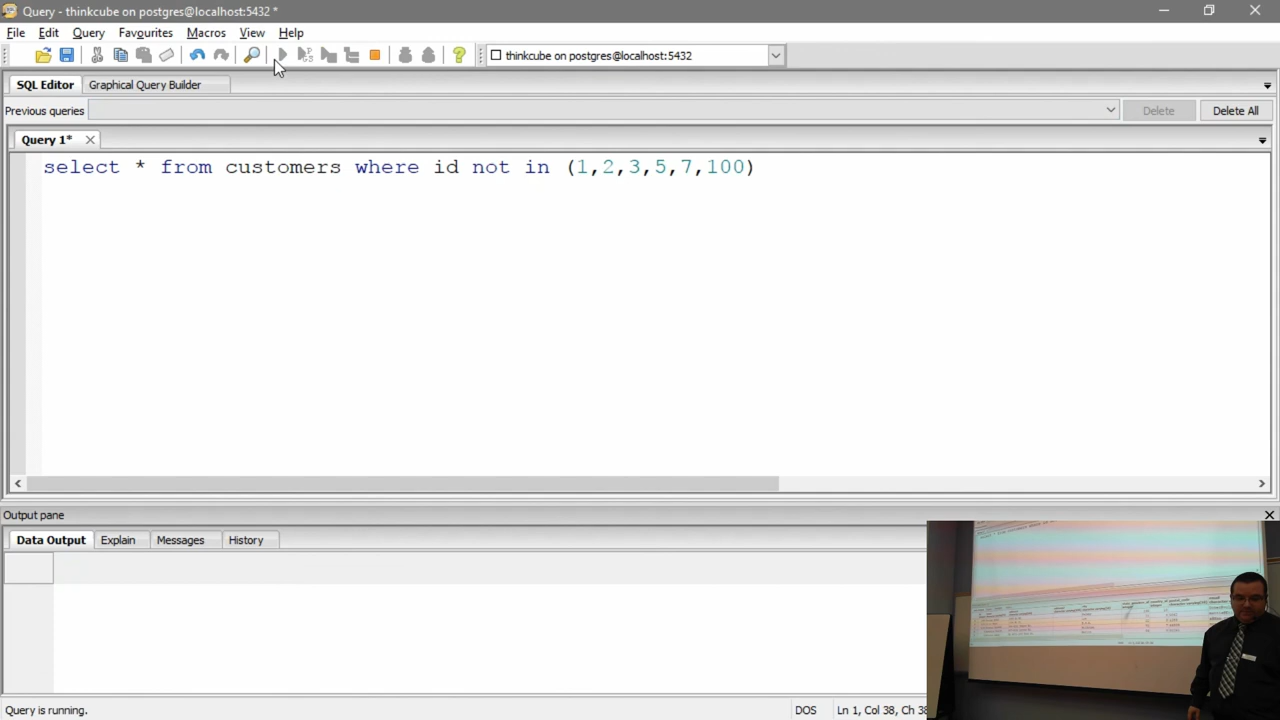 Query - thinkcube on postgres@localhost:5432 *
File Edit Query Favourites Macros View Help
thinkcube on postgres@localhost:5432
SQL Editor Graphical Query Builder
Previous queries Delete Delete All
Query 1*
select * from customers where id not in (1,2,3,5,7,100)
Output pane
Data Output Explain Messages History
Query is running. DOS Ln 1, Col 38, Ch 38